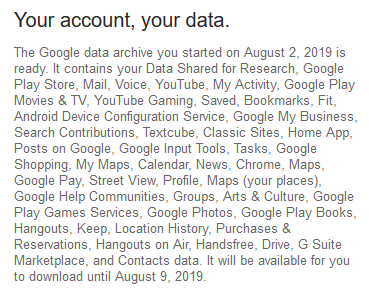 Your account, your data.
The Google data archive you started on August 2, 2019 is
ready. It contains your Data Shared for Research, Google
Play Store, Mail, Voice, YouTube, My Activity, Google Play
Movies & TV, YouTube Gaming, Saved, Bookmarks, Fit,
Android Device Configuration Service, Google My Business,
Search Contributions, Textcube, Classic Sites, Home App,
Posts on Google, Google Input Tools, Tasks, Google
Shopping, My Maps, Calendar, News, Chrome, Maps,
Google Pay, Street View, Profile, Maps (your places),
Google Help Communities, Groups, Arts & Culture, Google
Play Games Services, Google Photos, Google Play Books,
Hangouts, Keep, Location History, Purchases &
Reservations, Hangouts on Air, Handsfree, Drive, G Suite
Marketplace, and Contacts data. It will be available for you
to download until August 9, 2019.